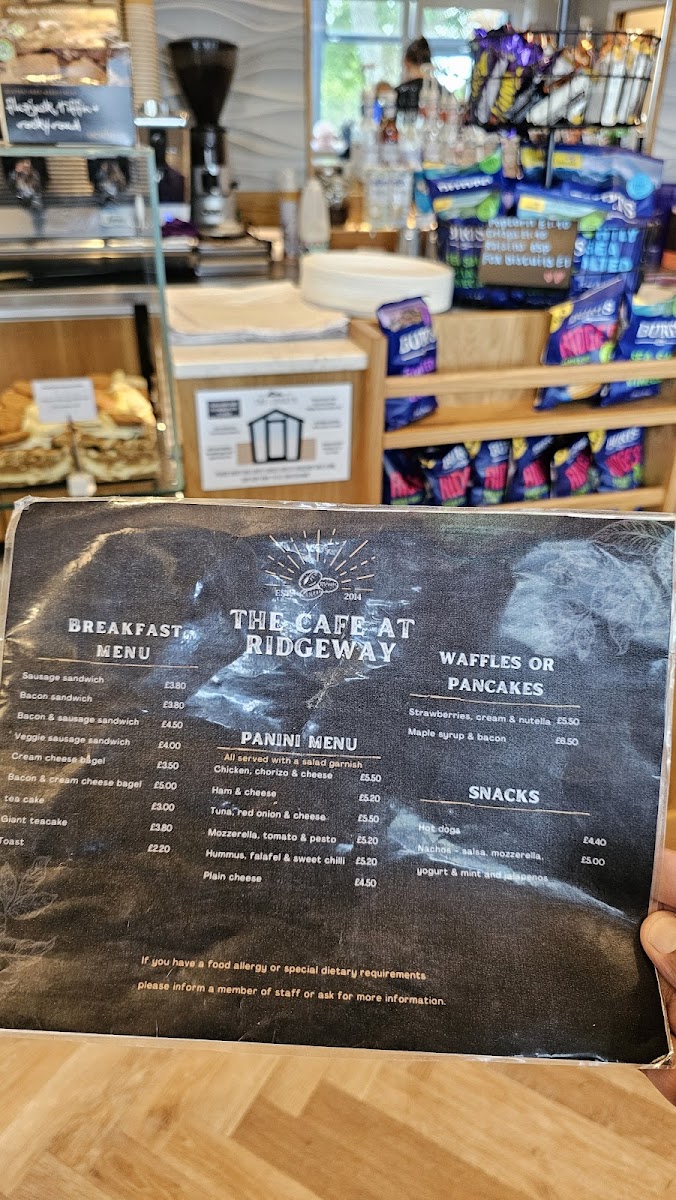 rocky road
BURTS
EST
2014
THE CAFE AT
RIDGEWAY
BREAKFAST
MENU
Sausage sandwich £3.80
Bacon sandwich £3.80
Bacon & sausage sandwich £4.50
Veggie sausage sandwich £4.00
Cream cheese bagel £3.50
Bacon & cream cheese bagel £5.00
tea cake £3.00
Giant teacake £3.80
Toast £2.20
PANINI MENU
All served with a salad garnish
Chicken, chorizo & cheese £5.50
Ham & cheese £5.20
Tuna, red onion & cheese £5.50
Mozzerella, tomato & pesto £5.20
Hummus, falafel & sweet chilli £5.20
Plain cheese £4.50
WAFFLES OR
PANCAKES
Strawberries, cream & nutella £5.50
Maple syrup & bacon £6.50
SNACKS
Hot dogs £4.40
Nachos - salsa, mozzerella, £5.00
yogurt & mint and jalapenos
If you have a food allergy or special dietary requirements
please inform a member of staff or ask for more information.